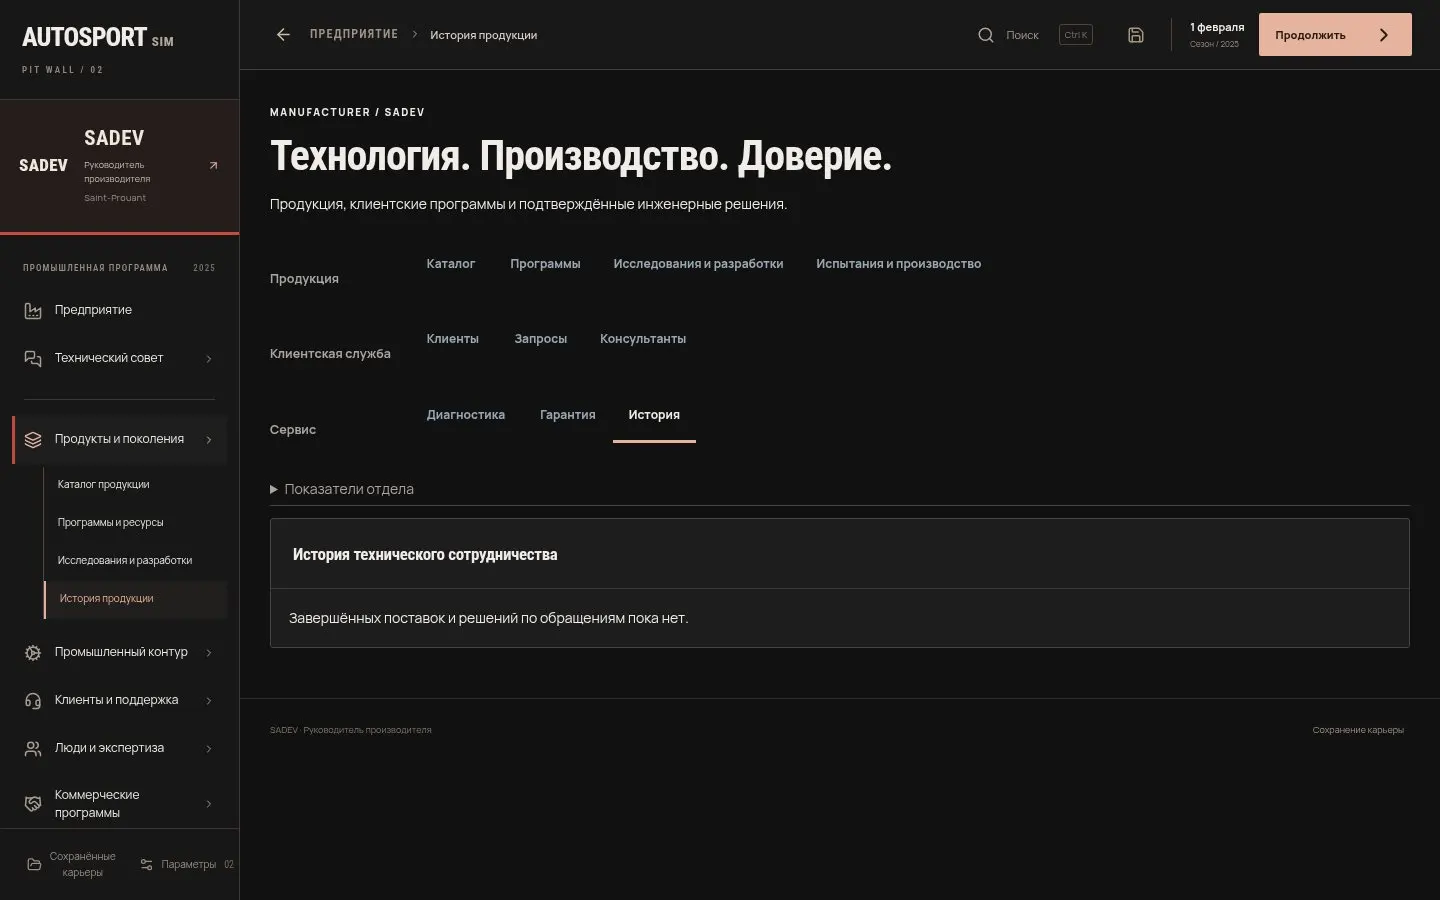 AUTOSPORT SIM
PIT WALL / 02
SADEV
SADEV
Руководитель
производителя
Saint-Prouant
ПРОМЫШЛЕННАЯ ПРОГРАММА 2025
Предприятие
Технический совет
Продукты и поколения
Каталог продукции
Программы и ресурсы
Исследования и разработки
История продукции
Промышленный контур
Клиенты и поддержка
Люди и экспертиза
Коммерческие
программы
Сохранённые
карьеры
Параметры 02
ПРЕДПРИЯТИЕ
История продукции
Поиск
Ctrl K
1 февраля
Сезон / 2025
Продолжить
MANUFACTURER / SADEV
Технология. Производство. Доверие.
Продукция, клиентские программы и подтверждённые инженерные решения.
Продукция
Каталог Программы Исследования и разработки Испытания и производство
Клиентская служба
Клиенты Запросы Консультанты
Сервис
Диагностика Гарантия История
Показатели отдела
История технического сотрудничества
Завершённых поставок и решений по обращениям пока нет.
SADEV · Руководитель производителя
Сохранение карьеры